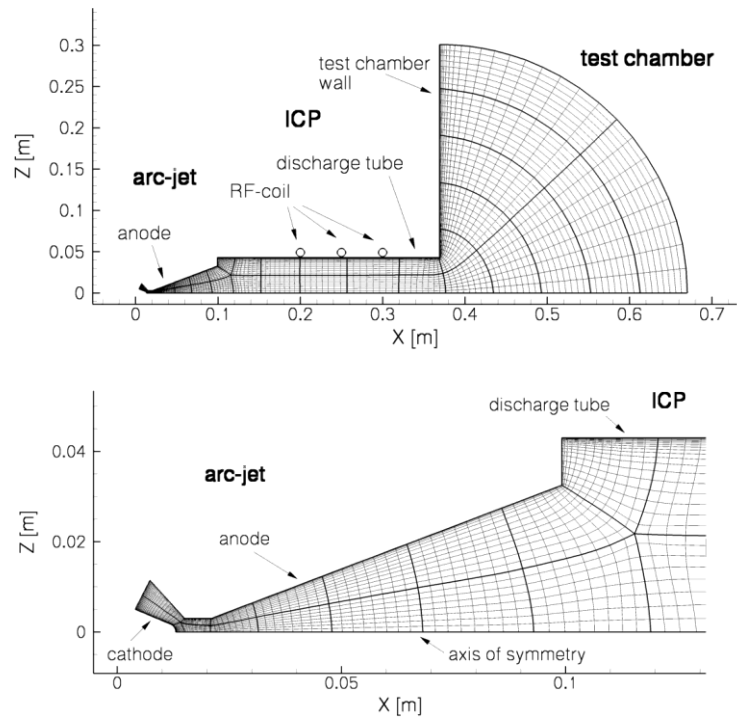 0.3
0.25
0.2
0.15
0.1
0.05
0
Z [m]
test chamber
wall
test chamber
ICP
discharge tube
arc-jet
RF-coil
anode
0 0.1 0.2 0.3 0.4 0.5 0.6 0.7
X [m]
ICP
discharge tube
0.04
arc-jet
Z [m]
anode
0.02
0
cathode
axis of symmetry
0 0.05 0.1
X [m]